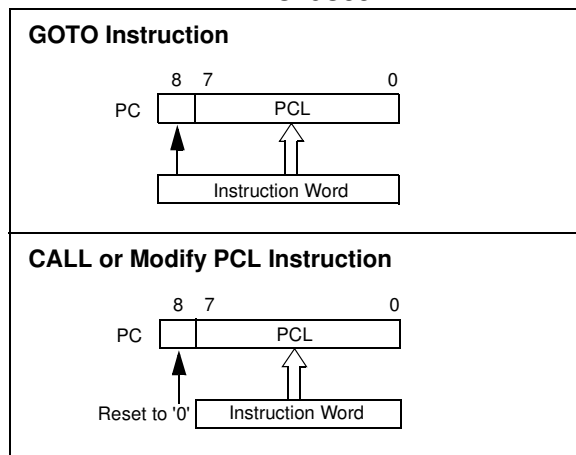 GOTO Instruction
8 7 0
PC PCL
Instruction Word
CALL or Modify PCL Instruction
8 7 0
PC PCL
Reset to '0' Instruction Word